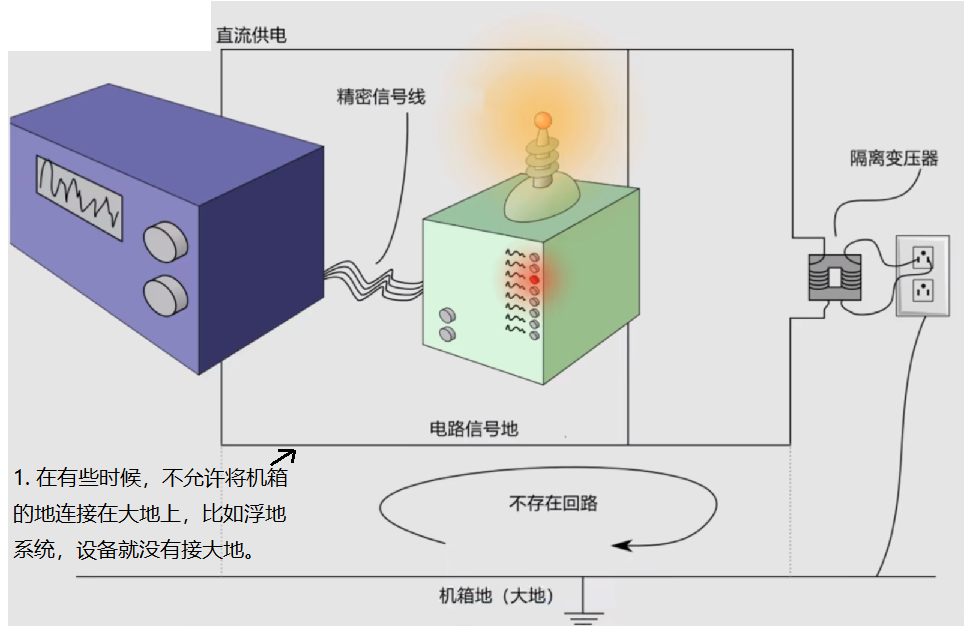 直流供电
精密信号线
隔离变压器
电路信号地
1. 在有些时候，不允许将机箱
的地连接在大地上，比如浮地
系统，设备就没有接大地。
不存在回路
机箱地（大地）